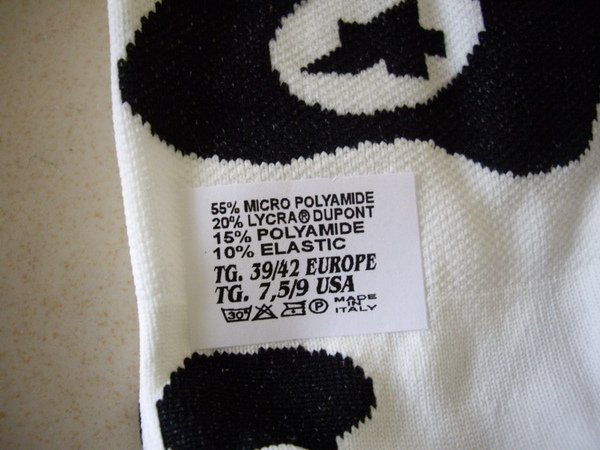 55% MICRO POLYAMIDE
20% LYCRA® DUPONT
15% POLYAMIDE
10% ELASTIC
TG. 39/42 EUROPE
TG. 7,5/9 USA
30° P MADE IN ITALY